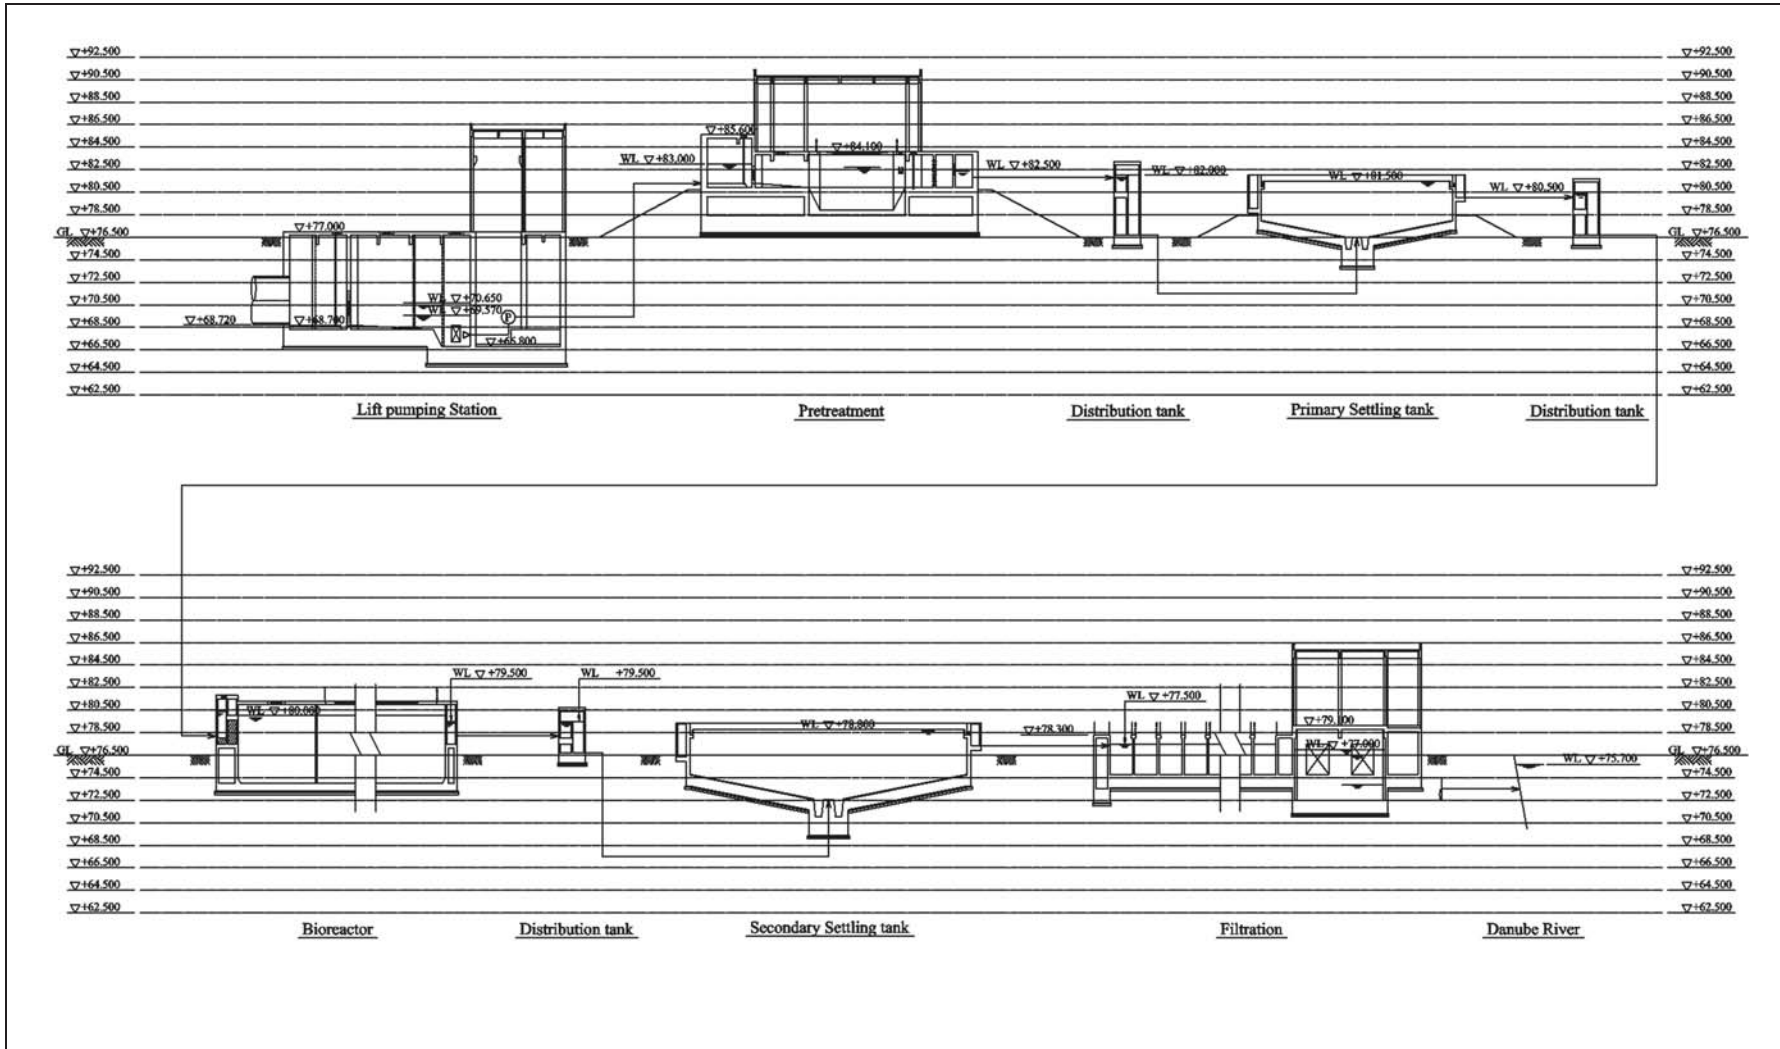 ▽+92.500 ▽+92.500
▽+90.500 ▽+90.500
▽+88.500 ▽+88.500
▽+86.500 ▽+86.500
▽+85.600
▽+84.500 ▽+84.100 ▽+84.500
▽+82.500 WL ▽+83.000 WL ▽+82.500 WL ▽+82.000 WL ▽+81.500 ▽+82.500
▽+80.500 WL ▽+80.500 ▽+80.500
▽+78.500 ▽+78.500
GL ▽+76.500 ▽+77.000 GL ▽+76.500
▽+74.500 ▽+74.500
▽+72.500 ▽+72.500
▽+70.500 WL ▽+70.650 ▽+70.500
WL ▽+69.570 P
▽+68.500 ▽+68.720 ▽+68.700 ▽+68.500
▽+66.500 ▽+66.800 ▽+66.500
▽+64.500 ▽+64.500
▽+62.500 ▽+62.500
Lift pumping Station Pretreatment Distribution tank Primary Settling tank Distribution tank
▽+92.500 ▽+92.500
▽+90.500 ▽+90.500
▽+88.500 ▽+88.500
▽+86.500 ▽+86.500
▽+84.500 ▽+84.500
WL ▽+79.500 WL +79.500
▽+82.500 ▽+82.500
WL ▽+77.500
▽+80.500 WL ▽+80.000 ▽+80.500
▽+78.500 WL ▽+78.800 ▽+78.300 ▽+79.100 ▽+78.500
GL ▽+76.500 WL ▽+77.000 GL ▽+76.500
WL ▽+75.700
▽+74.500 ▽+74.500
▽+72.500 ▽+72.500
▽+70.500 ▽+70.500
▽+68.500 ▽+68.500
▽+66.500 ▽+66.500
▽+64.500 ▽+64.500
▽+62.500 ▽+62.500
Bioreactor Distribution tank Secondary Settling tank Filtration Danube River